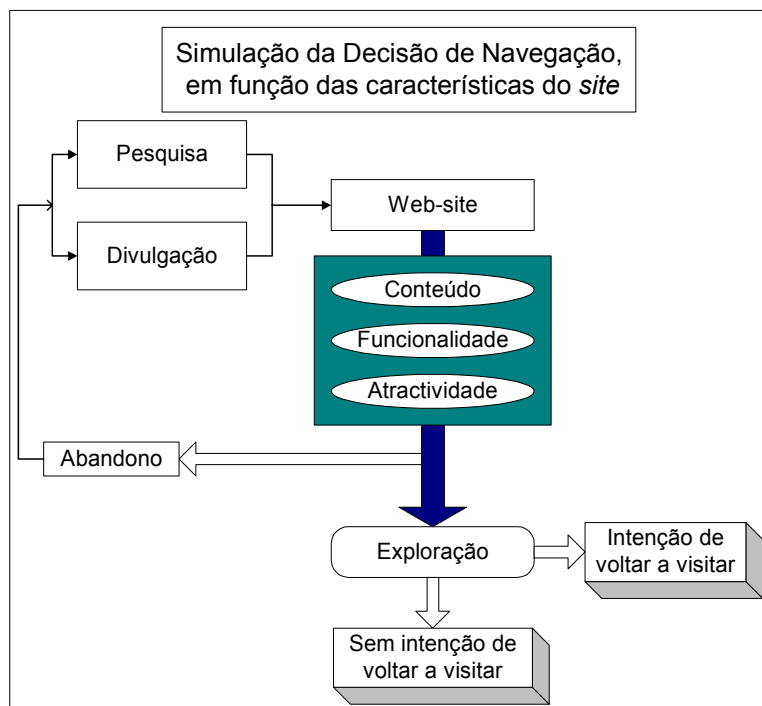 Simulação da Decisão de Navegação,
em função das características do site
Pesquisa
Divulgação
Web-site
Conteúdo
Funcionalidade
Atractividade
Abandono
Exploração
Intenção de
voltar a visitar
Sem intenção de
voltar a visitar